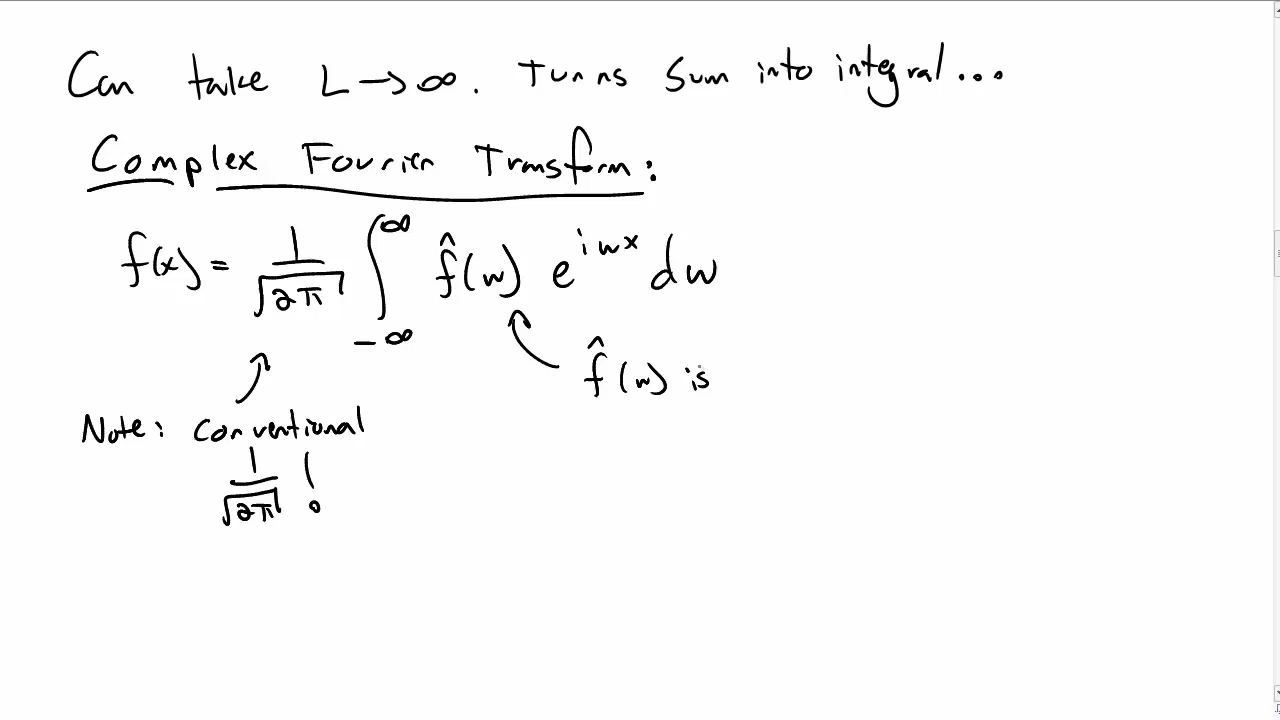 Can take L → ∞. Turns sum into integral...
Complex Fourier Transform:
f(x) = 1/√2π ∫_{-∞}^{∞} f̂(w) e^{iwx} dw
f̂(w) is
Note: conventional
1/√2π !